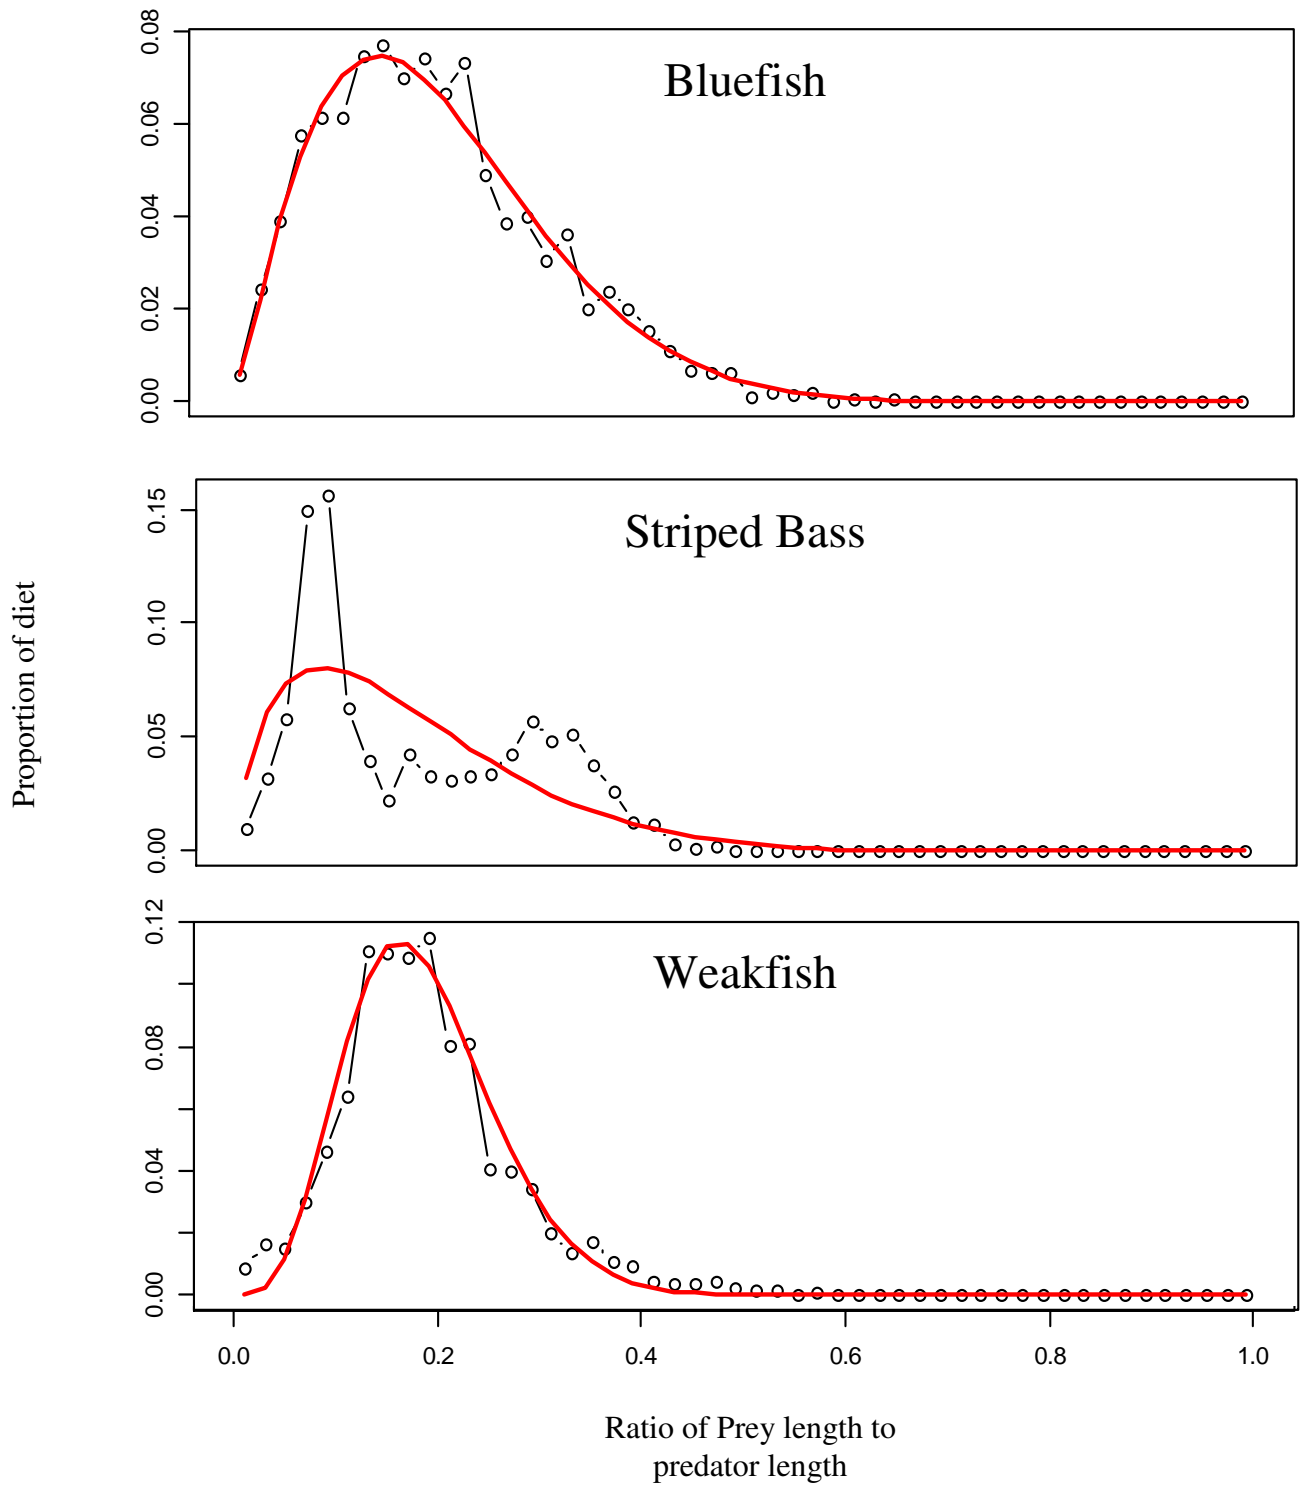 Bluefish
0.08
0.06
0.04
0.02
0.00
Striped Bass
0.15
0.10
0.05
0.00
Proportion of diet
Weakfish
0.12
0.08
0.04
0.00
0.0 0.2 0.4 0.6 0.8 1.0
Ratio of Prey length to
predator length